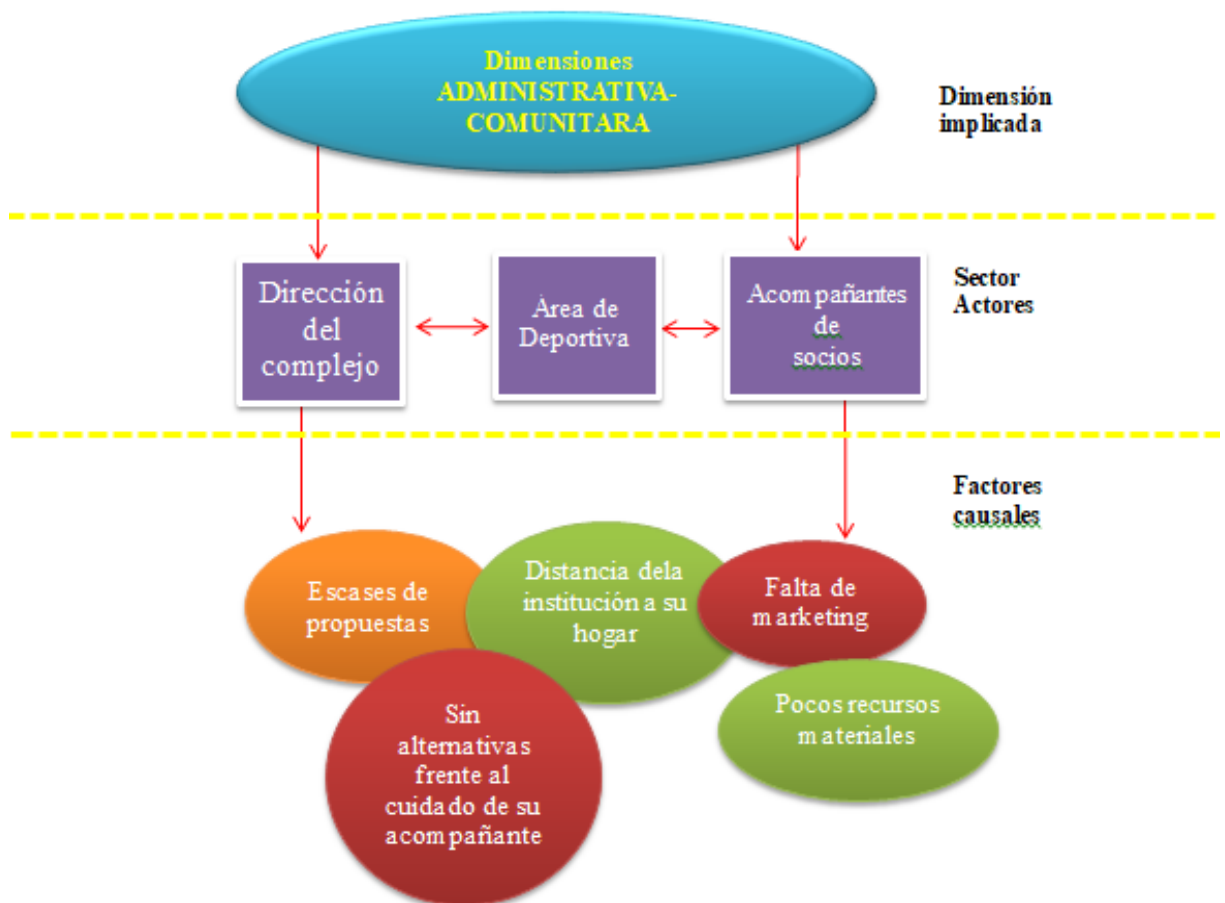 Dimensiones
ADMINISTRATIVA-
COMUNITARA
Dimensión
implicada
Dirección
del
complejo
Área de
Deportiva
Acompañantes
de
socios
Sector
Actores
Factores
causales
Escases de
propuestas
Distancia dela
institución a su
hogar
Falta de
marketing
Sin
alternativas
frente al
cuidado de su
acompañante
Pocos recursos
materiales